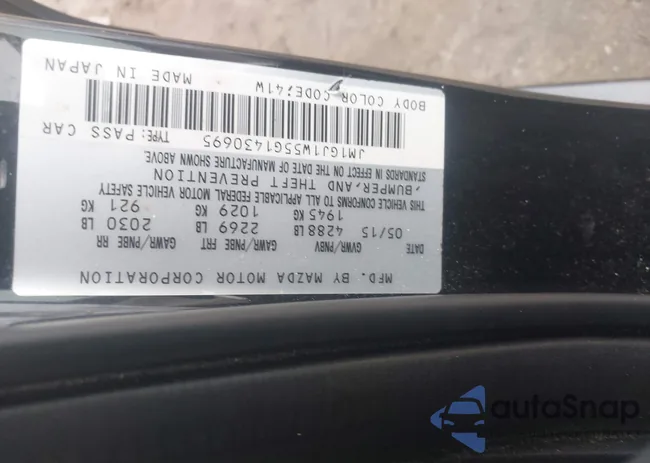 MFD. BY MAZDA MOTOR CORPORATION
DATE GVWR/PNBV GAWR/PNBE FRT GAWR/PNBE RR
05/15 4288 LB 2269 LB 2030 LB
1945 KG 1029 KG 921 KG
THIS VEHICLE CONFORMS TO ALL APPLICABLE FEDERAL MOTOR VEHICLE SAFETY
,BUMPER,AND THEFT PREVENTION
STANDARDS IN EFFECT ON THE DATE OF MANUFACTURE SHOWN ABOVE.
JM1GJ1W55G1430695 TYPE: PASS CAR
BODY COLOR CODE:41W MADE IN JAPAN
autoSnap